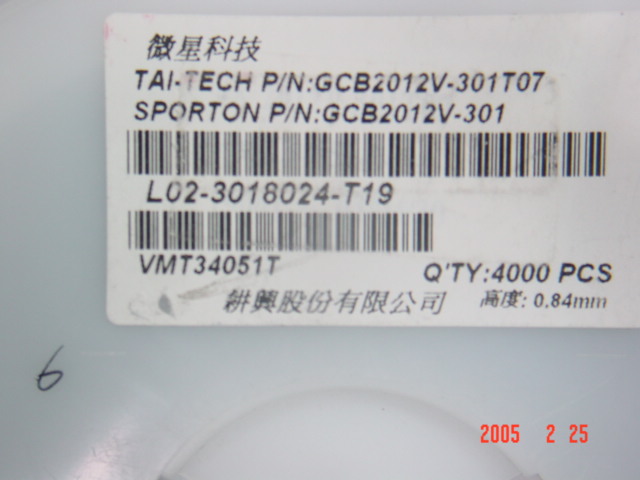 微星科技
TAI-TECH P/N:GCB2012V-301T07
SPORTON P/N:GCB2012V-301
L02-3018024-T19
VMT34051T
Q'TY:4000 PCS
耕興股份有限公司 高度: 0.84mm
6
2005 2 25